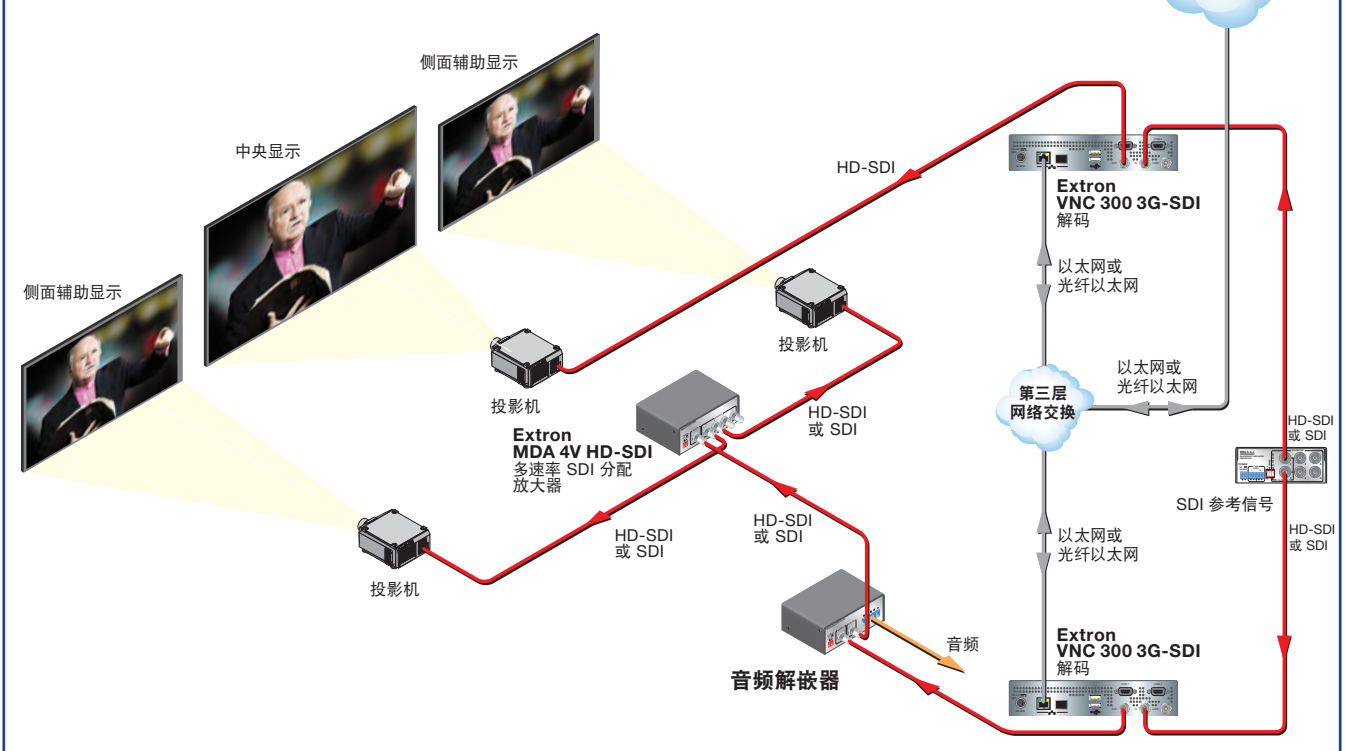 侧面辅助显示
中央显示
侧面辅助显示
HD-SDI
Extron
VNC 300 3G-SDI
解码
以太网或
光纤以太网
投影机
投影机
以太网或
光纤以太网
第三层
网络交换
HD-SDI
或 SDI
Extron
MDA 4V HD-SDI
多速率 SDI 分配
放大器
HD-SDI
或 SDI
SDI 参考信号
HD-SDI
或 SDI
HD-SDI
或 SDI
HD-SDI
或 SDI
以太网或
光纤以太网
投影机
音频
Extron
VNC 300 3G-SDI
解码
音频解嵌器